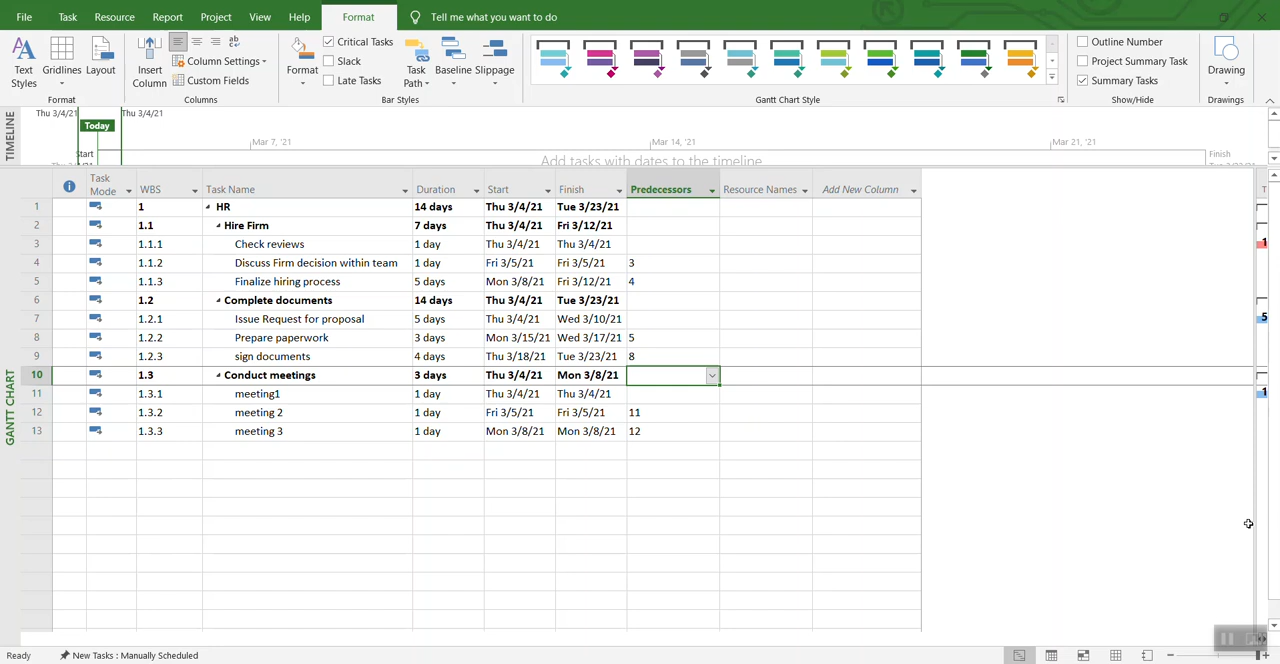 File Task Resource Report Project View Help Format Tell me what you want to do
Text Styles Gridlines Layout
Format
Insert Column
ab
Column Settings
Custom Fields
Columns
Format
Critical Tasks
Slack
Late Tasks
Task Path Baseline Slippage
Bar Styles
Gantt Chart Style
Outline Number
Project Summary Task
Summary Tasks
Show/Hide
Drawing
Drawings
TIMELINE
Thu 3/4/21 Thu 3/4/21
Today
Mar 7, '21 Mar 14, '21 Mar 21, '21
Start Finish
Add tasks with dates to the timeline
GANTT CHART
Task Mode WBS Task Name Duration Start Finish Predecessors Resource Names Add New Column T
1 1 HR 14 days Thu 3/4/21 Tue 3/23/21
2 1.1 Hire Firm 7 days Thu 3/4/21 Fri 3/12/21
3 1.1.1 Check reviews 1 day Thu 3/4/21 Thu 3/4/21 1
4 1.1.2 Discuss Firm decision within team 1 day Fri 3/5/21 Fri 3/5/21 3
5 1.1.3 Finalize hiring process 5 days Mon 3/8/21 Fri 3/12/21 4
6 1.2 Complete documents 14 days Thu 3/4/21 Tue 3/23/21
7 1.2.1 Issue Request for proposal 5 days Thu 3/4/21 Wed 3/10/21 5
8 1.2.2 Prepare paperwork 3 days Mon 3/15/21 Wed 3/17/21 5
9 1.2.3 sign documents 4 days Thu 3/18/21 Tue 3/23/21 8
10 1.3 Conduct meetings 3 days Thu 3/4/21 Mon 3/8/21
11 1.3.1 meeting1 1 day Thu 3/4/21 Thu 3/4/21 1
12 1.3.2 meeting 2 1 day Fri 3/5/21 Fri 3/5/21 11
13 1.3.3 meeting 3 1 day Mon 3/8/21 Mon 3/8/21 12
Ready New Tasks : Manually Scheduled